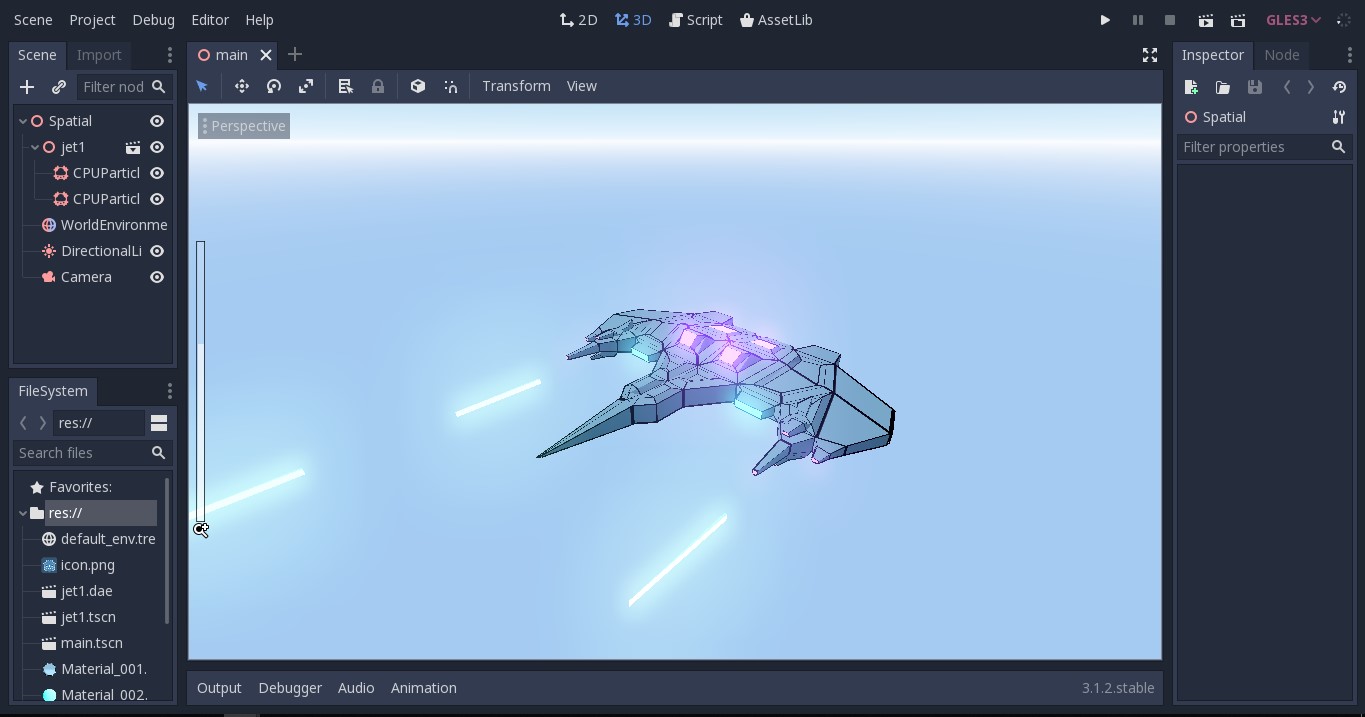 Scene Project Debug Editor Help 2D 3D Script AssetLib GLES3
Scene Import main Inspector Node
Filter nod Transform View
Spatial
jet1
CPUParticl
CPUParticl
WorldEnvironme
DirectionalLi
Camera
Perspective
Spatial
Filter properties
FileSystem
res://
Search files
Favorites:
res://
default_env.tre
icon.png
jet1.dae
jet1.tscn
main.tscn
Material_001.
Material_002.
Output Debugger Audio Animation 3.1.2.stable